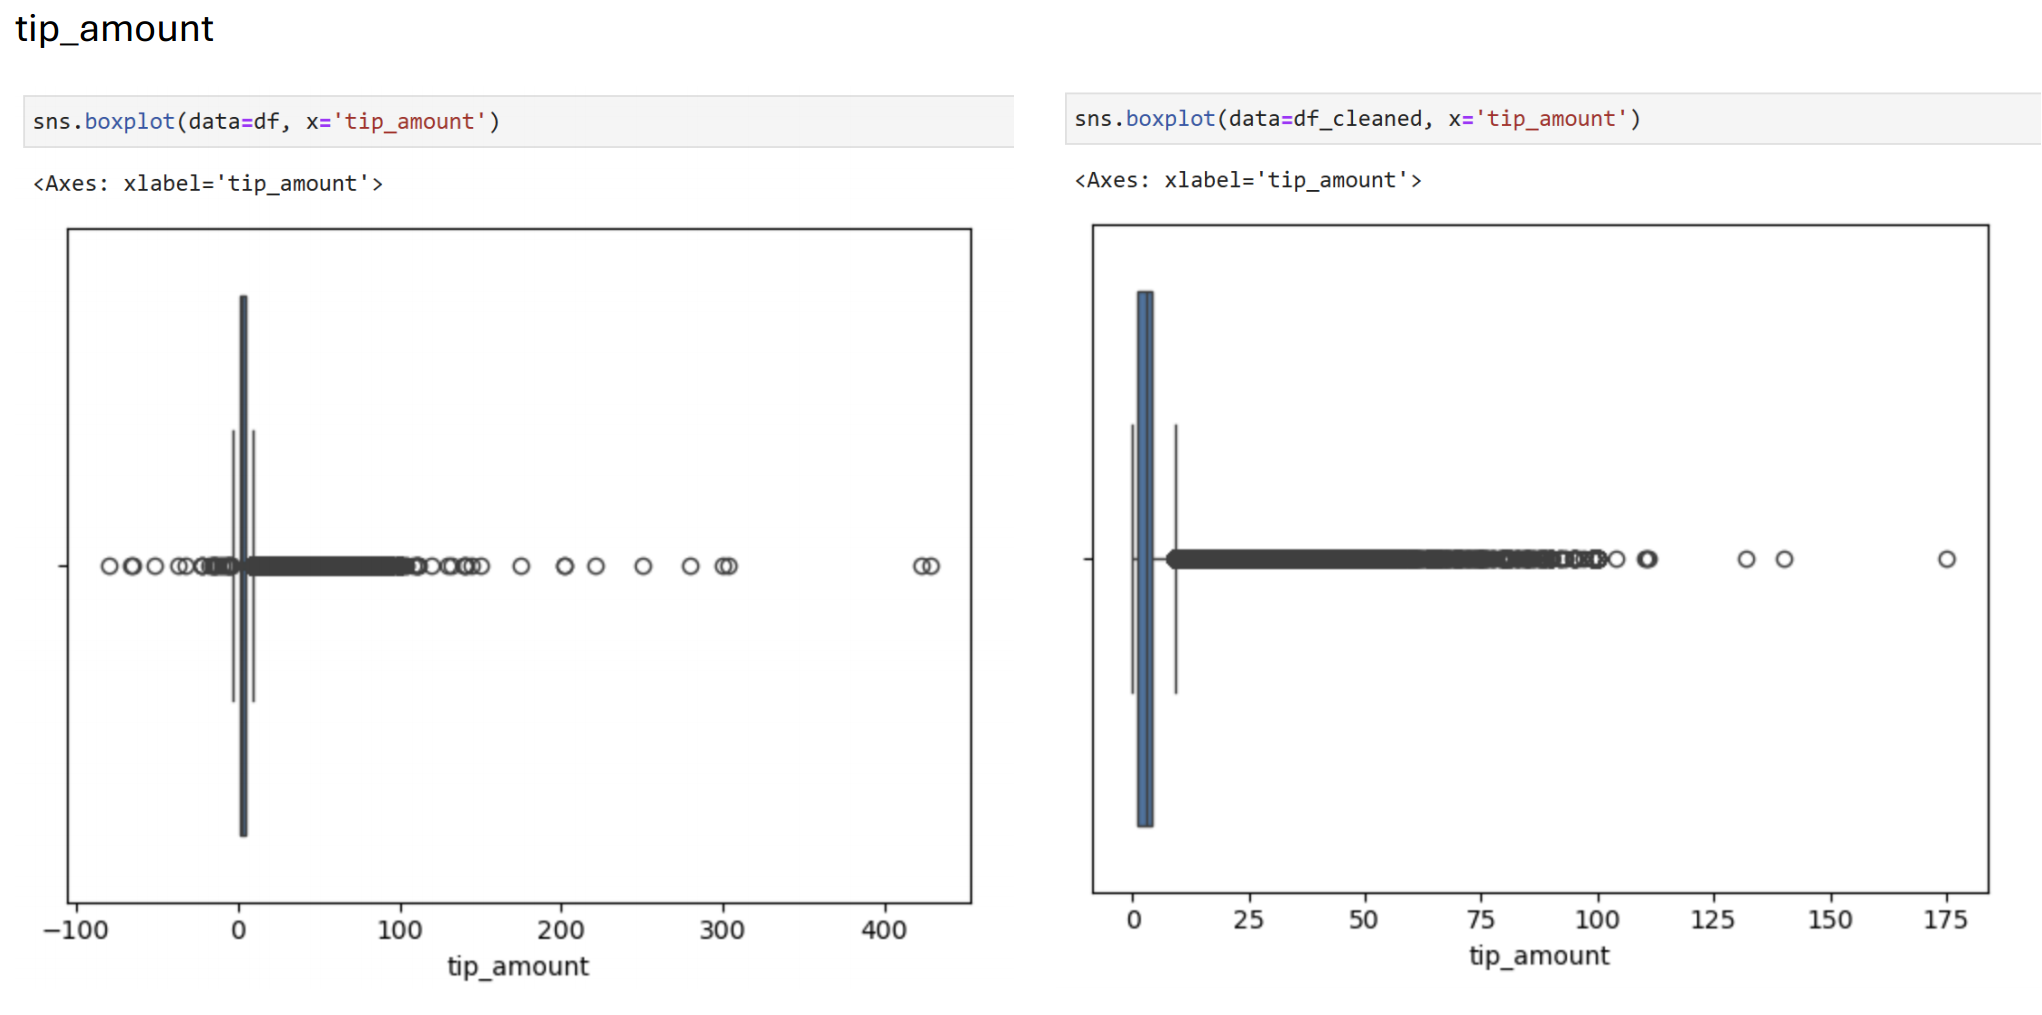 tip_amount
sns.boxplot(data=df, x='tip_amount')
<Axes: xlabel='tip_amount'>
−100 0 100 200 300 400
tip_amount
sns.boxplot(data=df_cleaned, x='tip_amount')
<Axes: xlabel='tip_amount'>
0 25 50 75 100 125 150 175
tip_amount